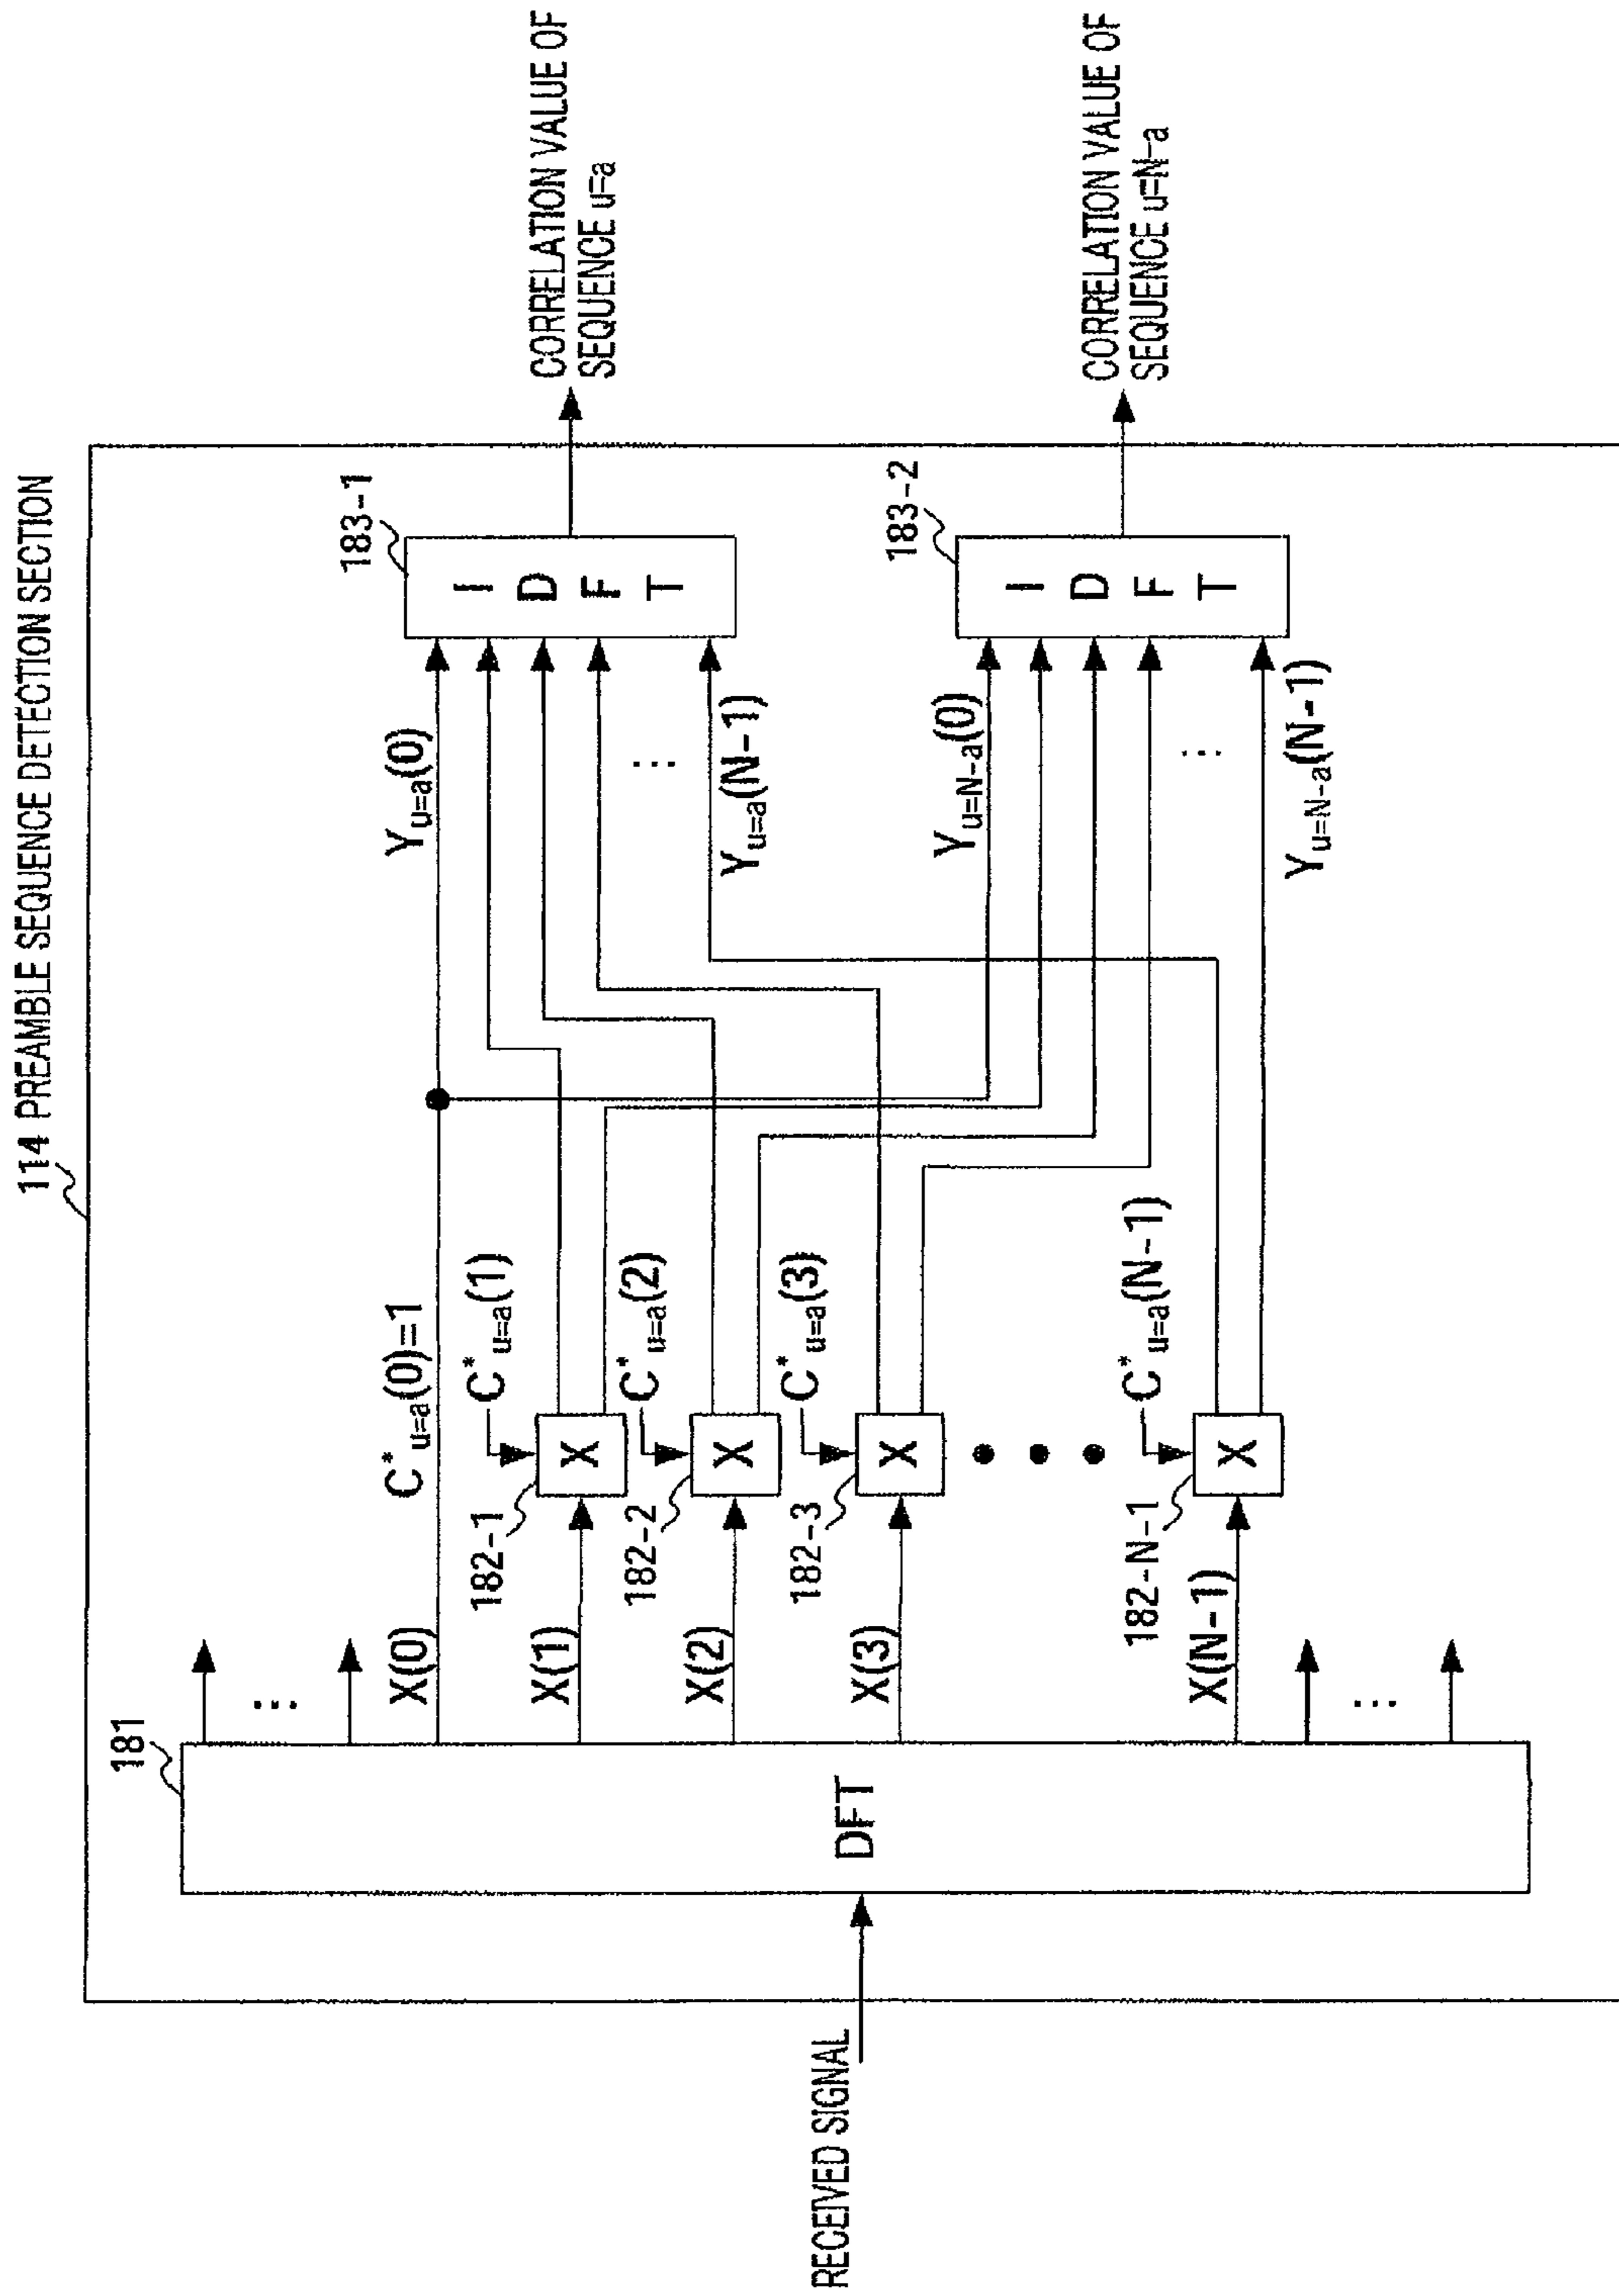 114 PREAMBLE SEQUENCE DETECTION SECTION
RECEIVED SIGNAL
181
DFT
...
X(0)
X(1)
X(2)
X(3)
X(N-1)
...
C*u=a(0)=1
182-1
C*u=a(1)
X
182-2
C*u=a(2)
X
182-3
C*u=a(3)
X
182-N-1
C*u=a(N-1)
X
Yu=a(0)
...
Yu=a(N-1)
183-1
IDFT
CORRELATION VALUE OF
SEQUENCE u=a
Yu=N-a(0)
...
Yu=N-a(N-1)
183-2
IDFT
CORRELATION VALUE OF
SEQUENCE u=N-a